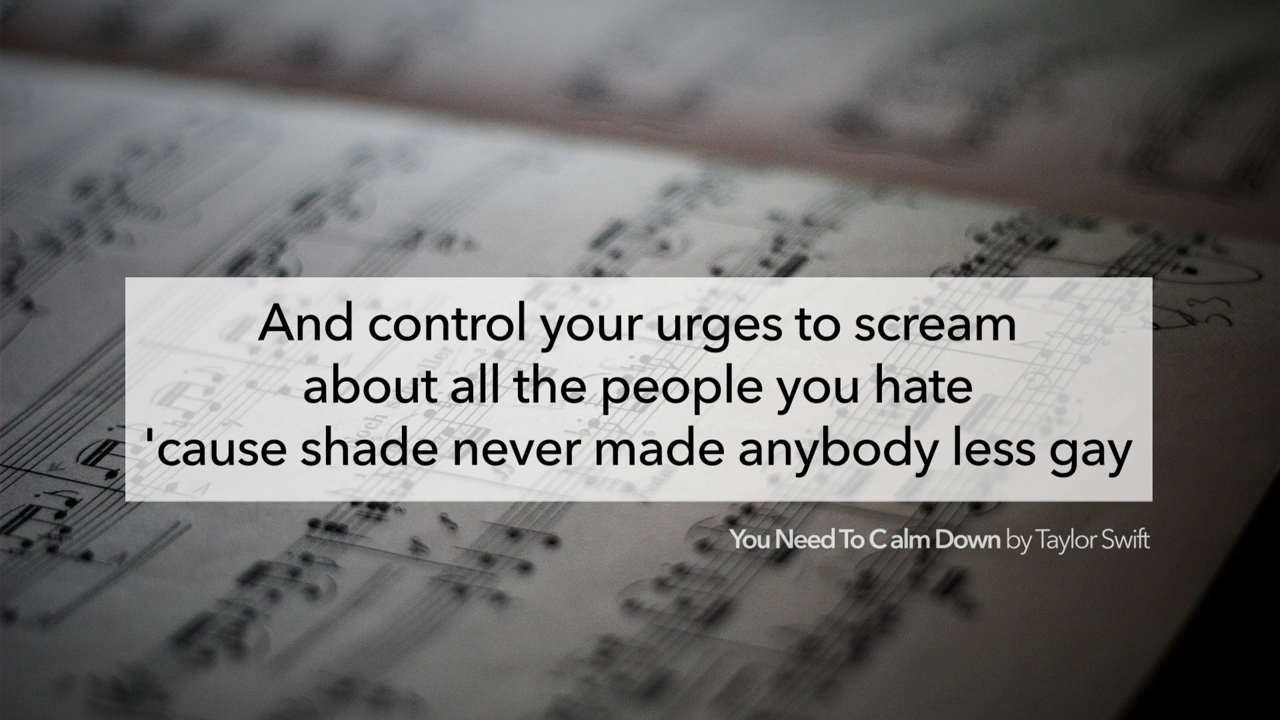 And control your urges to scream
about all the people you hate
'cause shade never made anybody less gay
You Need To Calm Down by Taylor Swift